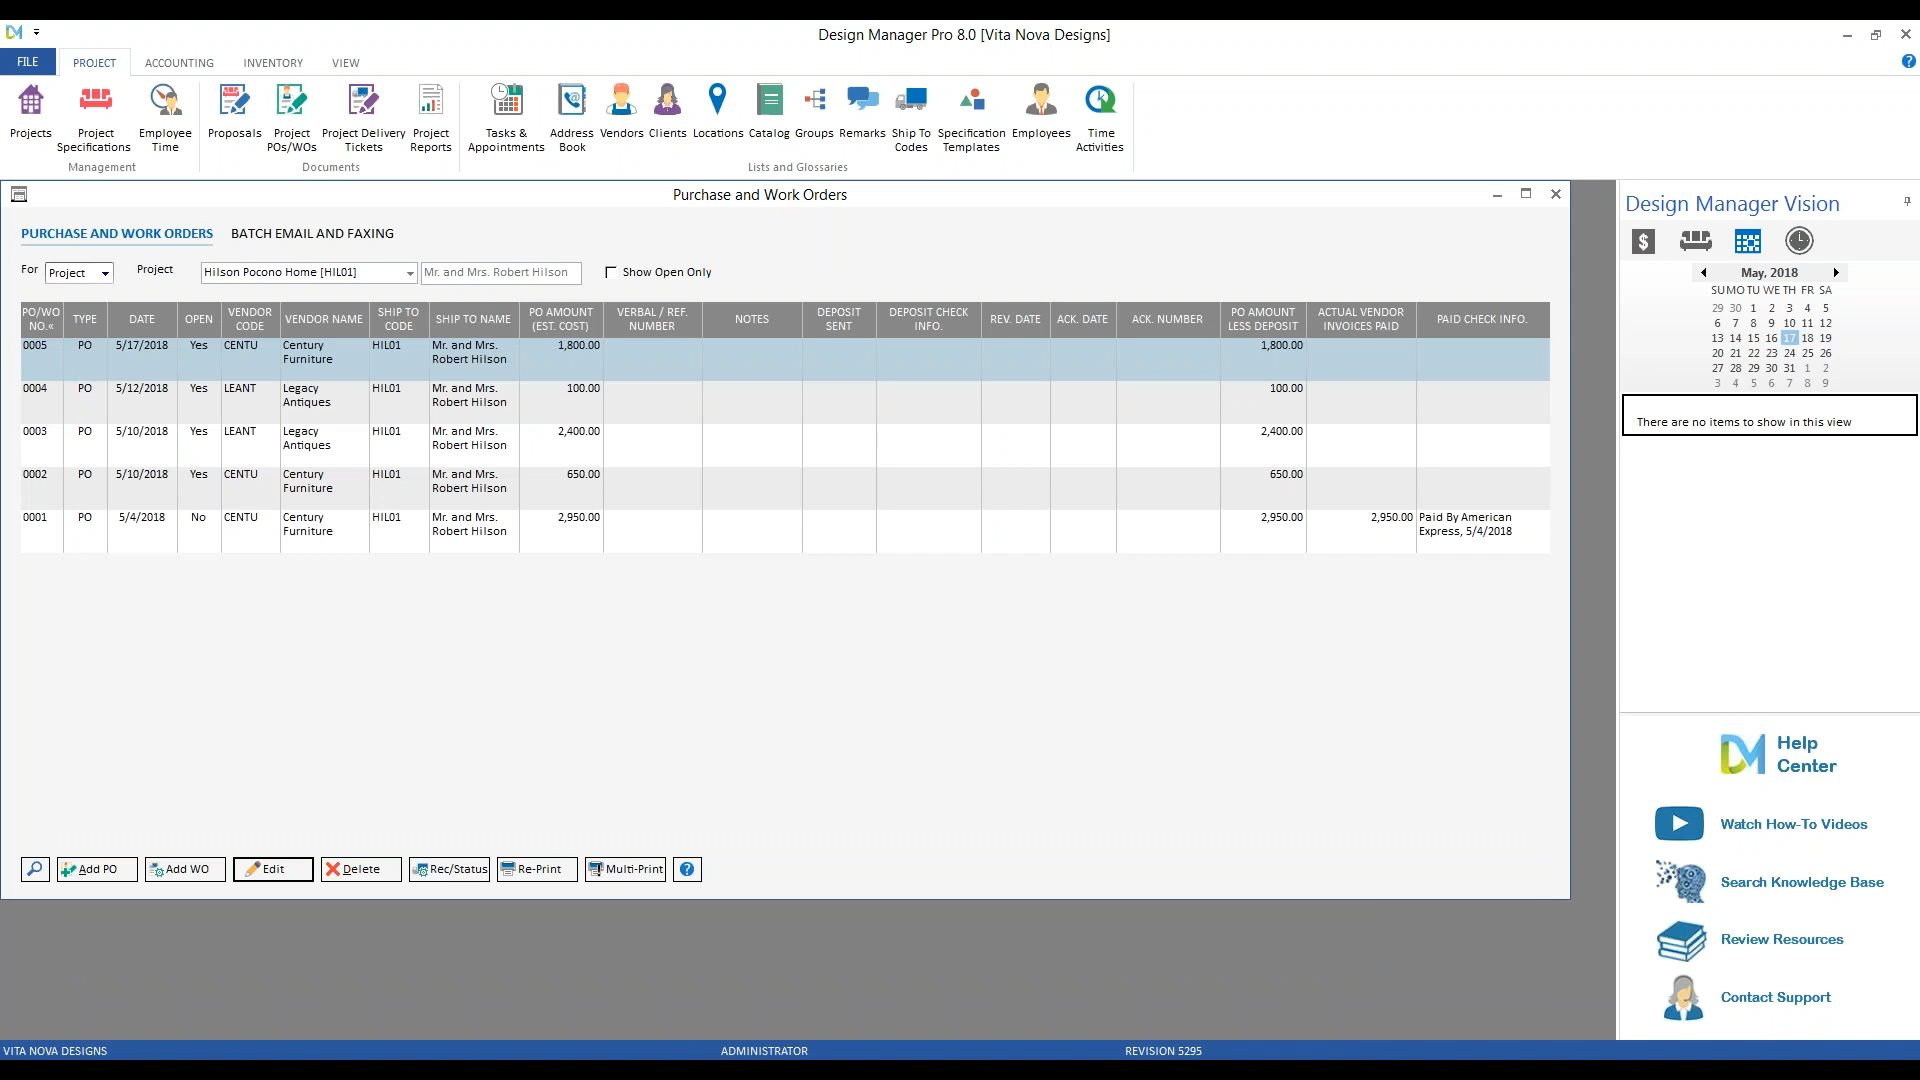 Design Manager Pro 8.0 [Vita Nova Designs]
FILE PROJECT ACCOUNTING INVENTORY VIEW
Projects
Project Specifications
Employee Time
Proposals
Project POs/WOs
Project Delivery Tickets
Project Reports
Tasks & Appointments
Address Book
Vendors
Clients
Locations
Catalog
Groups
Remarks
Ship To Codes
Specification Templates
Employees
Time Activities
Management Documents Lists and Glossaries
Purchase and Work Orders
PURCHASE AND WORK ORDERS BATCH EMAIL AND FAXING
For Project Project Hilson Pocono Home [HIL01] Mr. and Mrs. Robert Hilson Show Open Only
PO/WO NO.« TYPE DATE OPEN VENDOR CODE VENDOR NAME SHIP TO CODE SHIP TO NAME PO AMOUNT (EST. COST) VERBAL / REF. NUMBER NOTES DEPOSIT SENT DEPOSIT CHECK INFO. REV. DATE ACK. DATE ACK. NUMBER PO AMOUNT LESS DEPOSIT ACTUAL VENDOR INVOICES PAID PAID CHECK INFO.
0005 PO 5/17/2018 Yes CENTU Century Furniture HIL01 Mr. and Mrs. Robert Hilson 1,800.00 1,800.00
0004 PO 5/12/2018 Yes LEANT Legacy Antiques HIL01 Mr. and Mrs. Robert Hilson 100.00 100.00
0003 PO 5/10/2018 Yes LEANT Legacy Antiques HIL01 Mr. and Mrs. Robert Hilson 2,400.00 2,400.00
0002 PO 5/10/2018 Yes CENTU Century Furniture HIL01 Mr. and Mrs. Robert Hilson 650.00 650.00
0001 PO 5/4/2018 No CENTU Century Furniture HIL01 Mr. and Mrs. Robert Hilson 2,950.00 2,950.00 2,950.00 Paid By American Express, 5/4/2018
Add PO Add WO Edit Delete Rec/Status Re-Print Multi-Print
Design Manager Vision
May, 2018
SU MO TU WE TH FR SA
29 30 1 2 3 4 5
6 7 8 9 10 11 12
13 14 15 16 17 18 19
20 21 22 23 24 25 26
27 28 29 30 31 1 2
3 4 5 6 7 8 9
There are no items to show in this view
Help Center
Watch How-To Videos
Search Knowledge Base
Review Resources
Contact Support
VITA NOVA DESIGNS ADMINISTRATOR REVISION 5295